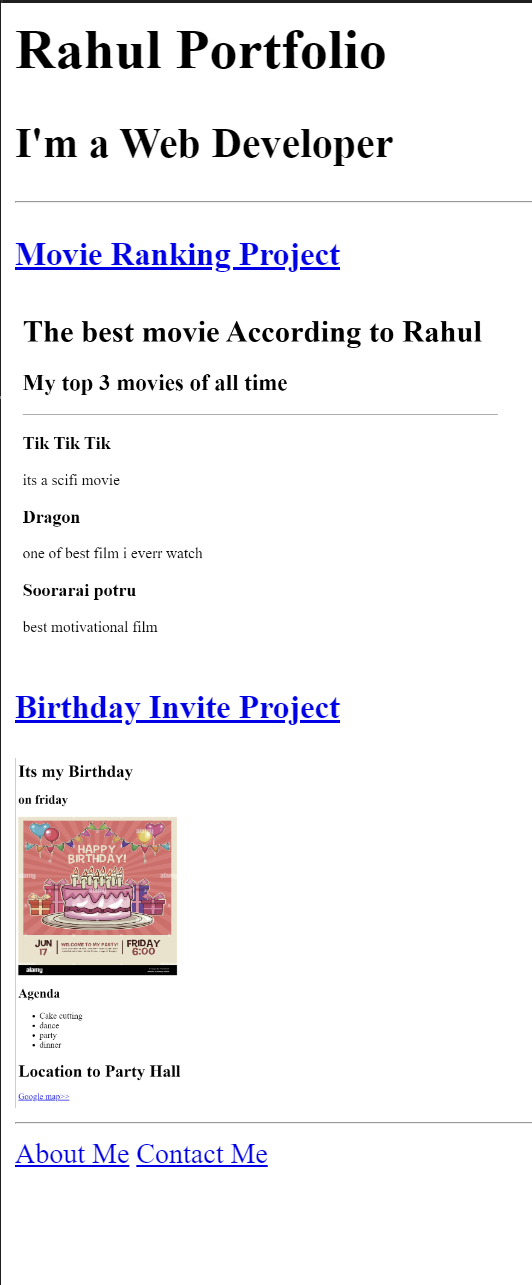 Rahul Portfolio
I'm a Web Developer
Movie Ranking Project
The best movie According to Rahul
My top 3 movies of all time
Tik Tik Tik
its a scifi movie
Dragon
one of best film i everr watch
Soorarai potru
best motivational film
Birthday Invite Project
Its my Birthday
on friday
HAPPY
BIRTHDAY!
JUN
17
WELCOME TO MY PARTY!
FRIDAY
6:00
alamy
Agenda
• Cake cutting
• dance
• party
• dinner
Location to Party Hall
Google map>>
About Me Contact Me